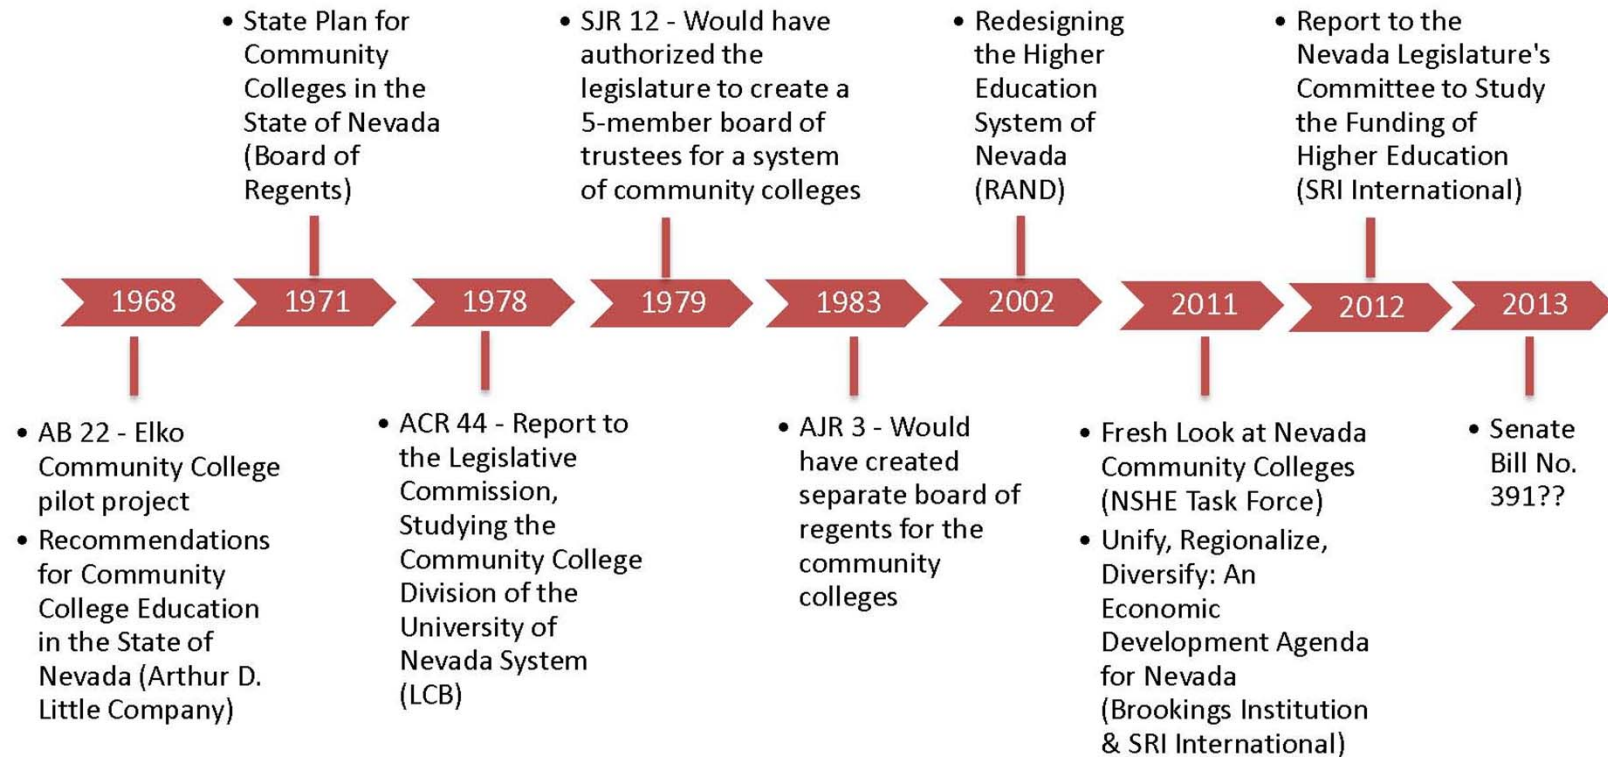 • State Plan for
Community
Colleges in the
State of Nevada
(Board of
Regents)
• SJR 12 - Would have
authorized the
legislature to create a
5-member board of
trustees for a system
of community colleges
• Redesigning
the Higher
Education
System of
Nevada
(RAND)
• Report to the
Nevada Legislature's
Committee to Study
the Funding of
Higher Education
(SRI International)
1968
1971
1978
1979
1983
2002
2011
2012
2013
• AB 22 - Elko
Community College
pilot project
• Recommendations
for Community
College Education
in the State of
Nevada (Arthur D.
Little Company)
• ACR 44 - Report to
the Legislative
Commission,
Studying the
Community College
Division of the
University of
Nevada System
(LCB)
• AJR 3 - Would
have created
separate board of
regents for the
community
colleges
• Fresh Look at Nevada
Community Colleges
(NSHE Task Force)
• Unify, Regionalize,
Diversify: An
Economic
Development Agenda
for Nevada
(Brookings Institution
& SRI International)
• Senate
Bill No.
391??